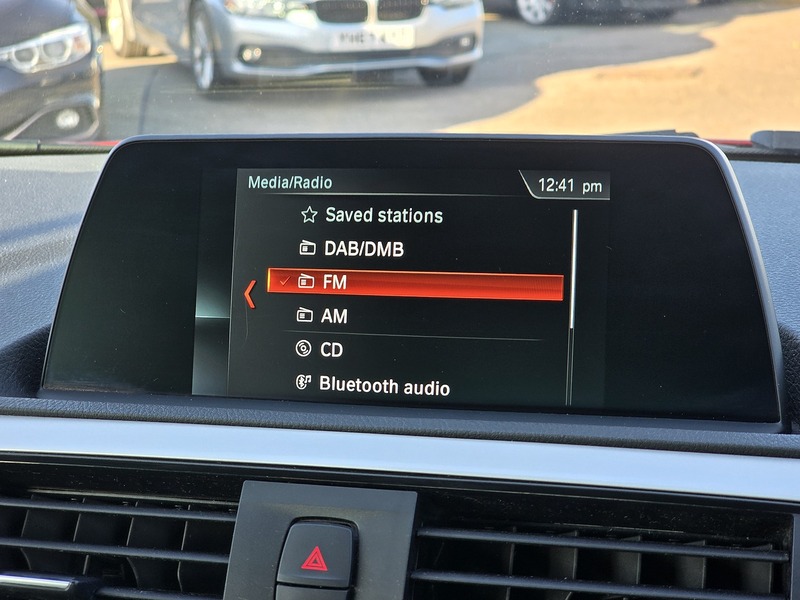 Media/Radio 12:41 pm
Saved stations
DAB/DMB
FM
AM
CD
Bluetooth audio